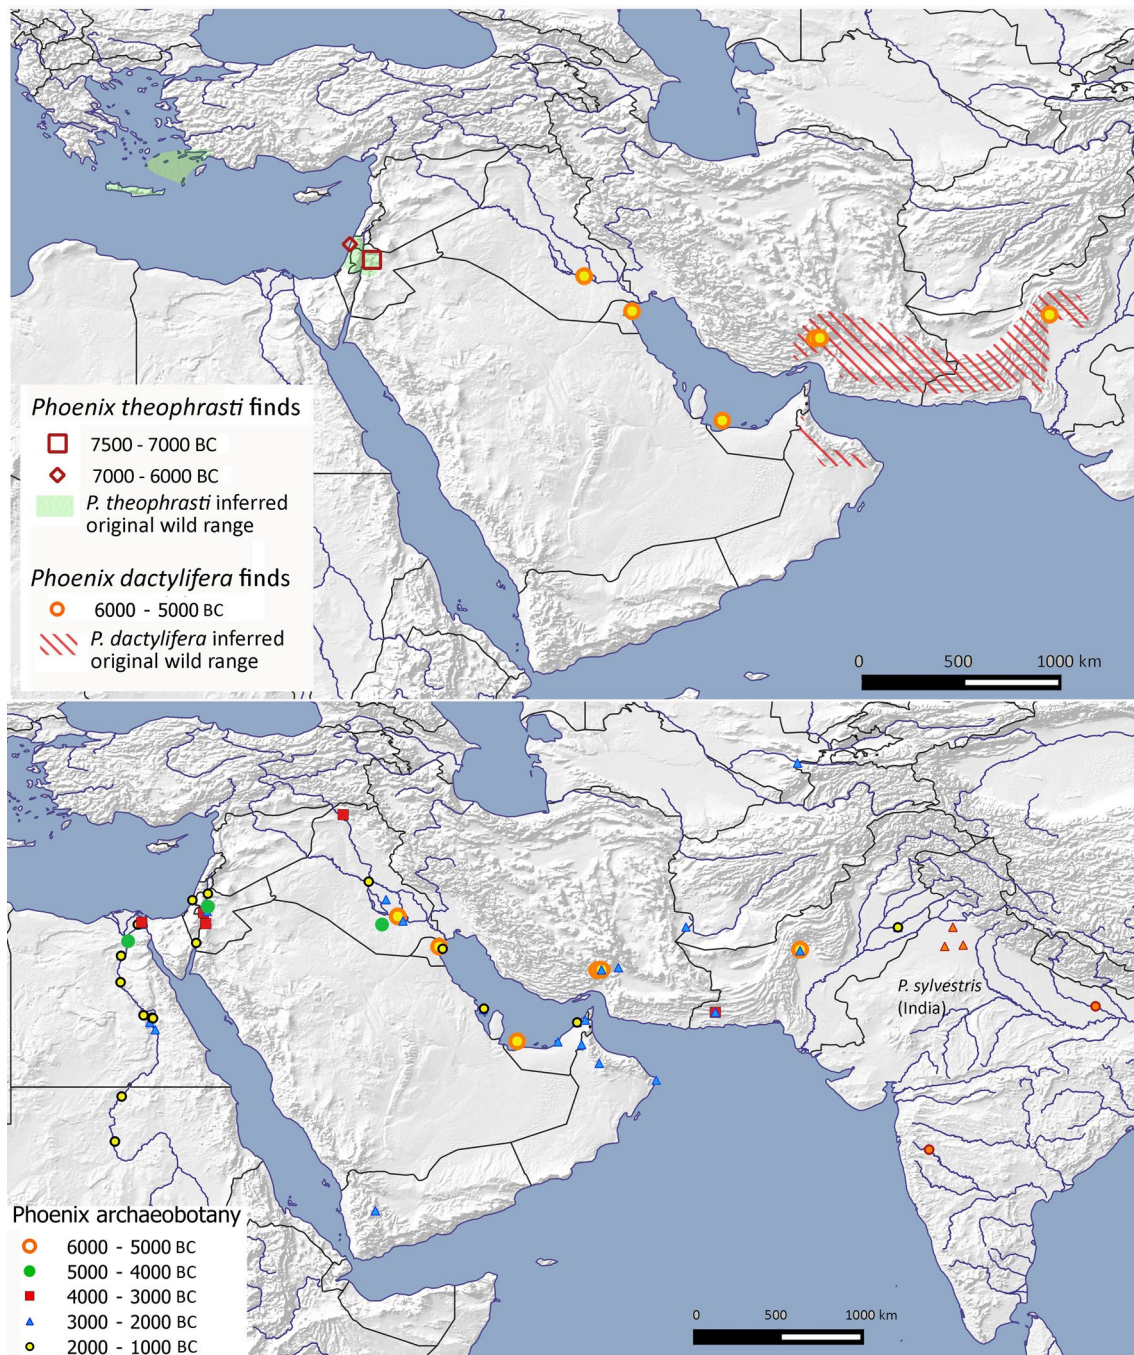 Phoenix theophrasti finds
7500 - 7000 BC
7000 - 6000 BC
P. theophrasti inferred
original wild range
Phoenix dactylifera finds
6000 - 5000 BC
P. dactylifera inferred
original wild range
0 500 1000 km
P. sylvestris
(India)
Phoenix archaeobotany
6000 - 5000 BC
5000 - 4000 BC
4000 - 3000 BC
3000 - 2000 BC
2000 - 1000 BC
0 500 1000 km